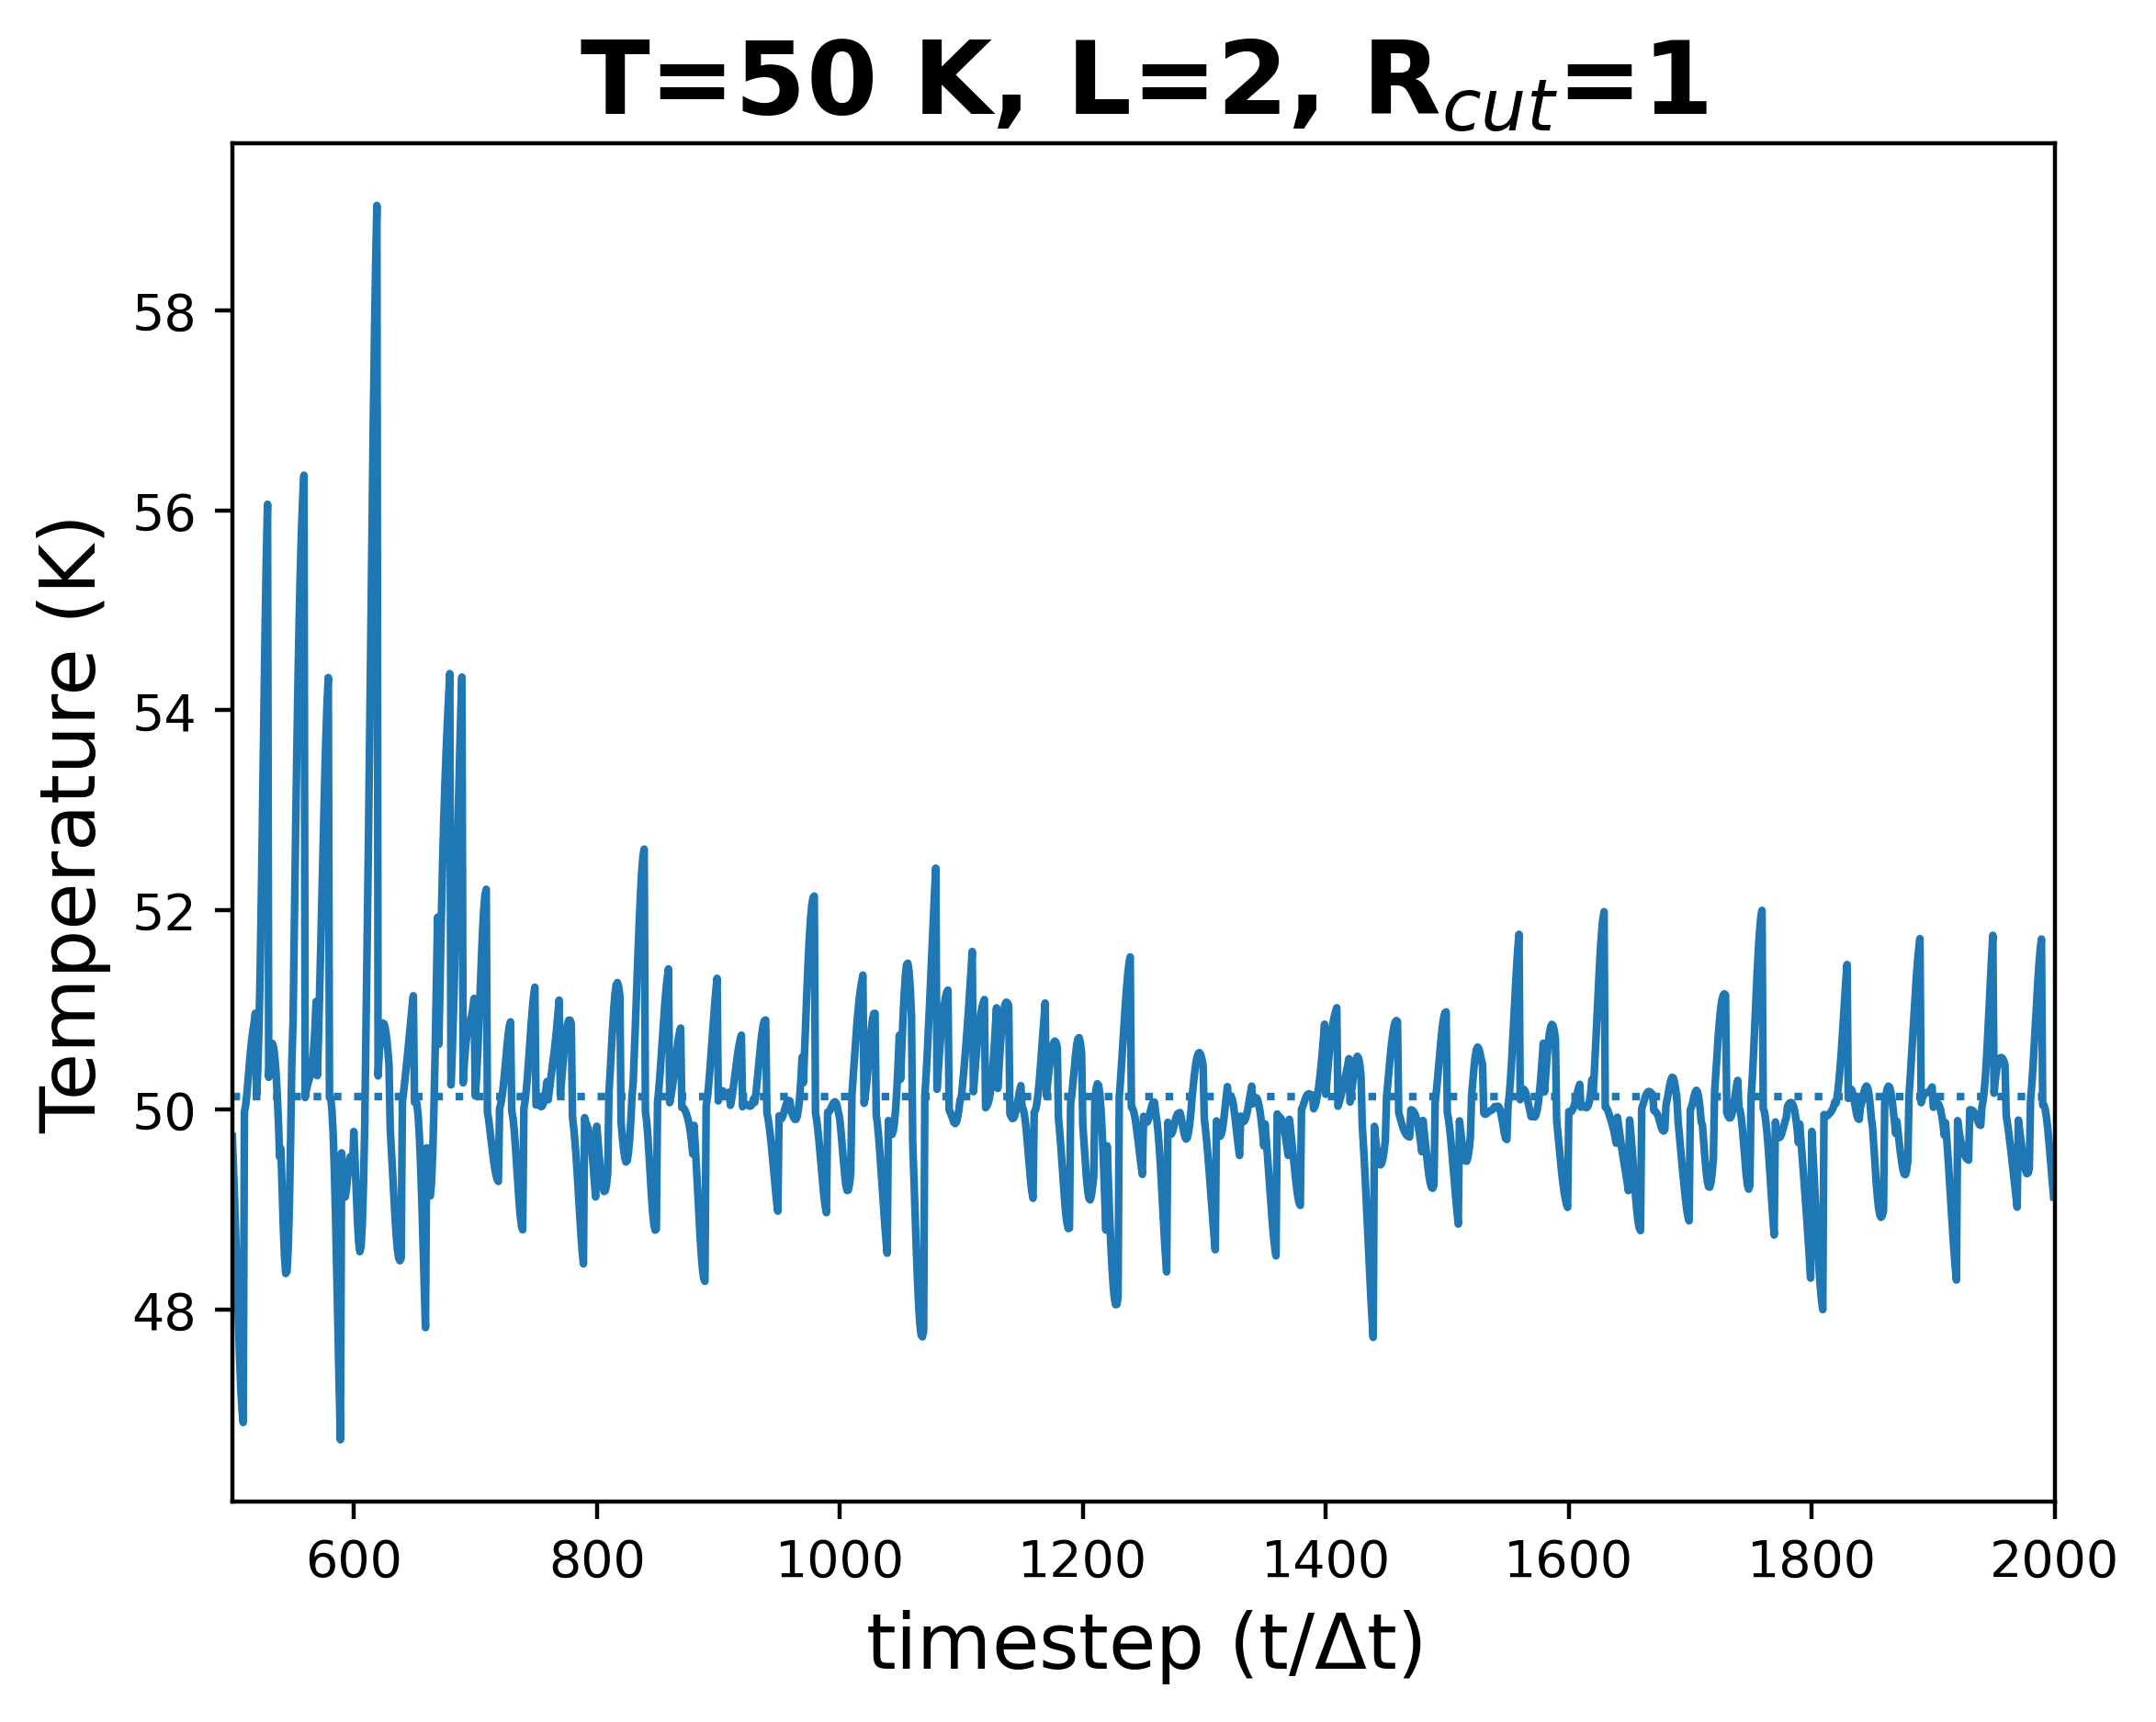 T=50 K, L=2, R_cut=1
Temperature (K)
58
56
54
52
50
48
600 800 1000 1200 1400 1600 1800 2000
timestep (t/Δt)